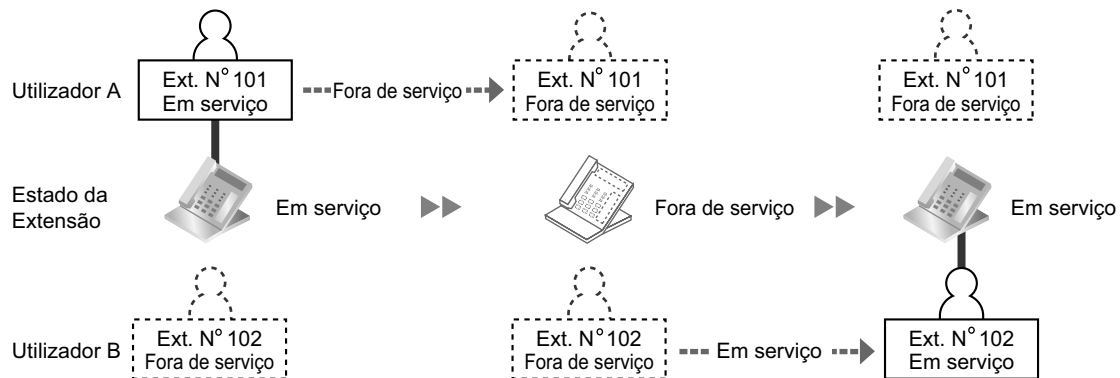 Utilizador A
Ext. N° 101
Em serviço
Fora de serviço
Ext. N° 101
Fora de serviço
Ext. N° 101
Fora de serviço
Estado da
Extensão
Em serviço
Fora de serviço
Em serviço
Utilizador B
Ext. N° 102
Fora de serviço
Ext. N° 102
Fora de serviço
Em serviço
Ext. N° 102
Em serviço